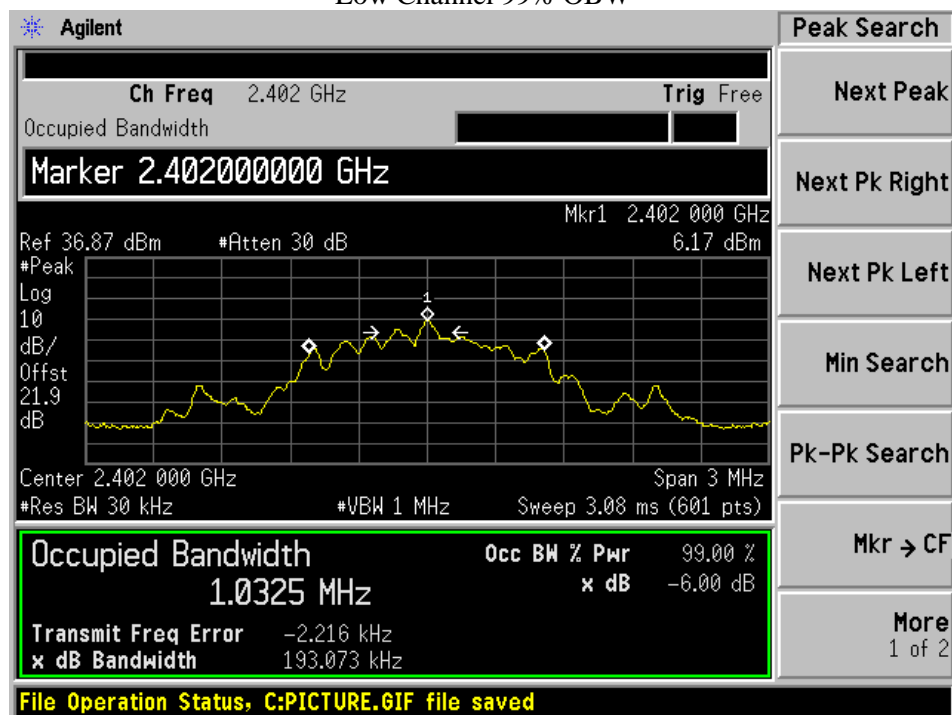 Agilent
Peak Search
Ch Freq 2.402 GHz Trig Free
Occupied Bandwidth
Marker 2.402000000 GHz
Mkr1 2.402 000 GHz
Ref 36.87 dBm #Atten 30 dB 6.17 dBm
#Peak
Log
10
dB/
Offst
21.9
dB
1
Center 2.402 000 GHz Span 3 MHz
#Res BW 30 kHz #VBW 1 MHz Sweep 3.08 ms (601 pts)
Occupied Bandwidth Occ BW % Pwr 99.00 %
1.0325 MHz x dB -6.00 dB
Transmit Freq Error -2.216 kHz
x dB Bandwidth 193.073 kHz
File Operation Status, C:PICTURE.GIF file saved
Next Peak
Next Pk Right
Next Pk Left
Min Search
Pk-Pk Search
Mkr → CF
More
1 of 2